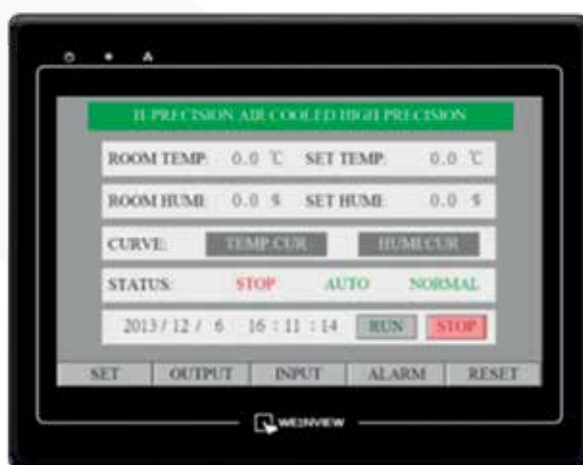 H-PRECISION AIR COOLED HIGH PRECISION
ROOM TEMP: 0.0 ℃ SET TEMP: 0.0 ℃
ROOM HUMI: 0.0 % SET HUMI: 0.0 %
CURVE: TEMP.CUR HUMI.CUR
STATUS: STOP AUTO NORMAL
2013 / 12 / 6 16 : 11 : 14 RUN STOP
SET OUTPUT INPUT ALARM RESET
WEINVIEW